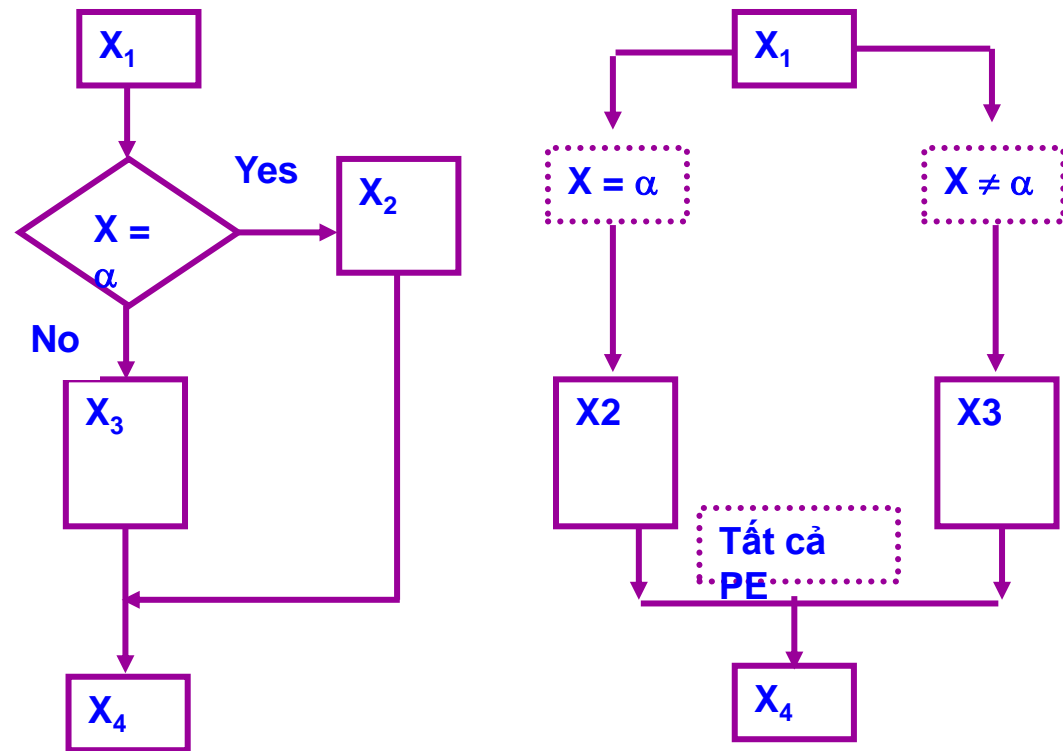 X₁
X =
α
Yes
X₂
No
X₃
X₄
X₁
X = α
X ≠ α
X2
X3
Tất cả
PE
X₄